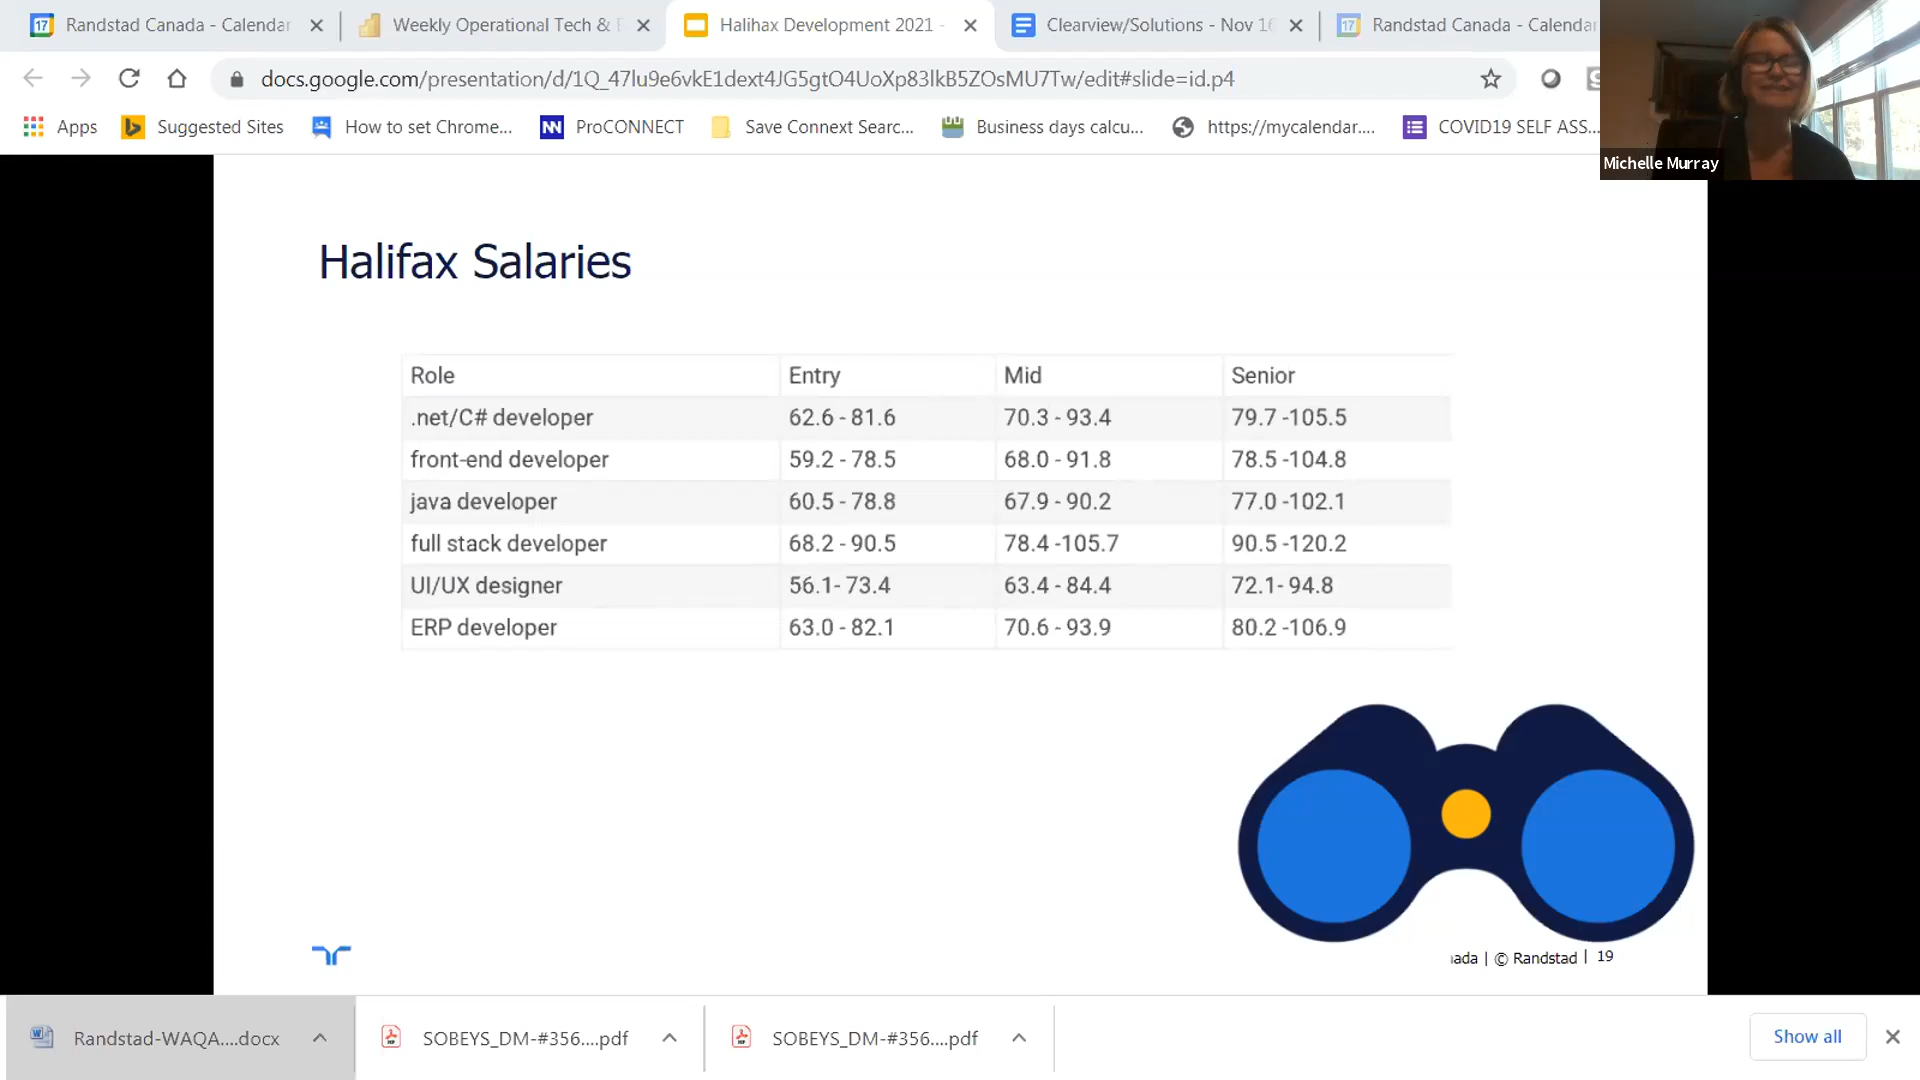 Randstad Canada - Calendar
Weekly Operational Tech &
Halihax Development 2021 -
Clearview/Solutions - Nov 16
Randstad Canada - Calendar
docs.google.com/presentation/d/1Q_47lu9e6vkE1dext4JG5gtO4UoXp83lkB5ZOsMU7Tw/edit#slide=id.p4
Apps
Suggested Sites
How to set Chrome...
NN ProCONNECT
Save Connext Searc...
Business days calcu...
https://mycalendar....
COVID19 SELF ASS...
Michelle Murray
Halifax Salaries
Role Entry Mid Senior
.net/C# developer 62.6 - 81.6 70.3 - 93.4 79.7 -105.5
front-end developer 59.2 - 78.5 68.0 - 91.8 78.5 -104.8
java developer 60.5 - 78.8 67.9 - 90.2 77.0 -102.1
full stack developer 68.2 - 90.5 78.4 -105.7 90.5 -120.2
UI/UX designer 56.1- 73.4 63.4 - 84.4 72.1- 94.8
ERP developer 63.0 - 82.1 70.6 - 93.9 80.2 -106.9
ada | © Randstad | 19
Randstad-WAQA....docx
SOBEYS_DM-#356....pdf
SOBEYS_DM-#356....pdf
Show all